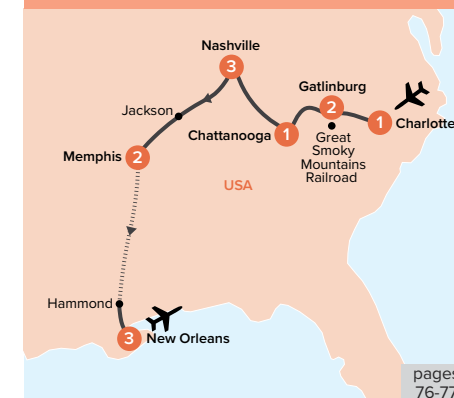 Nashville
3
Gatlinburg
2
Jackson
Chattanooga 1
1 Charlotte
Great
Smoky
Mountains
Railroad
Memphis 2
USA
Hammond
3 New Orleans
pages
76-77